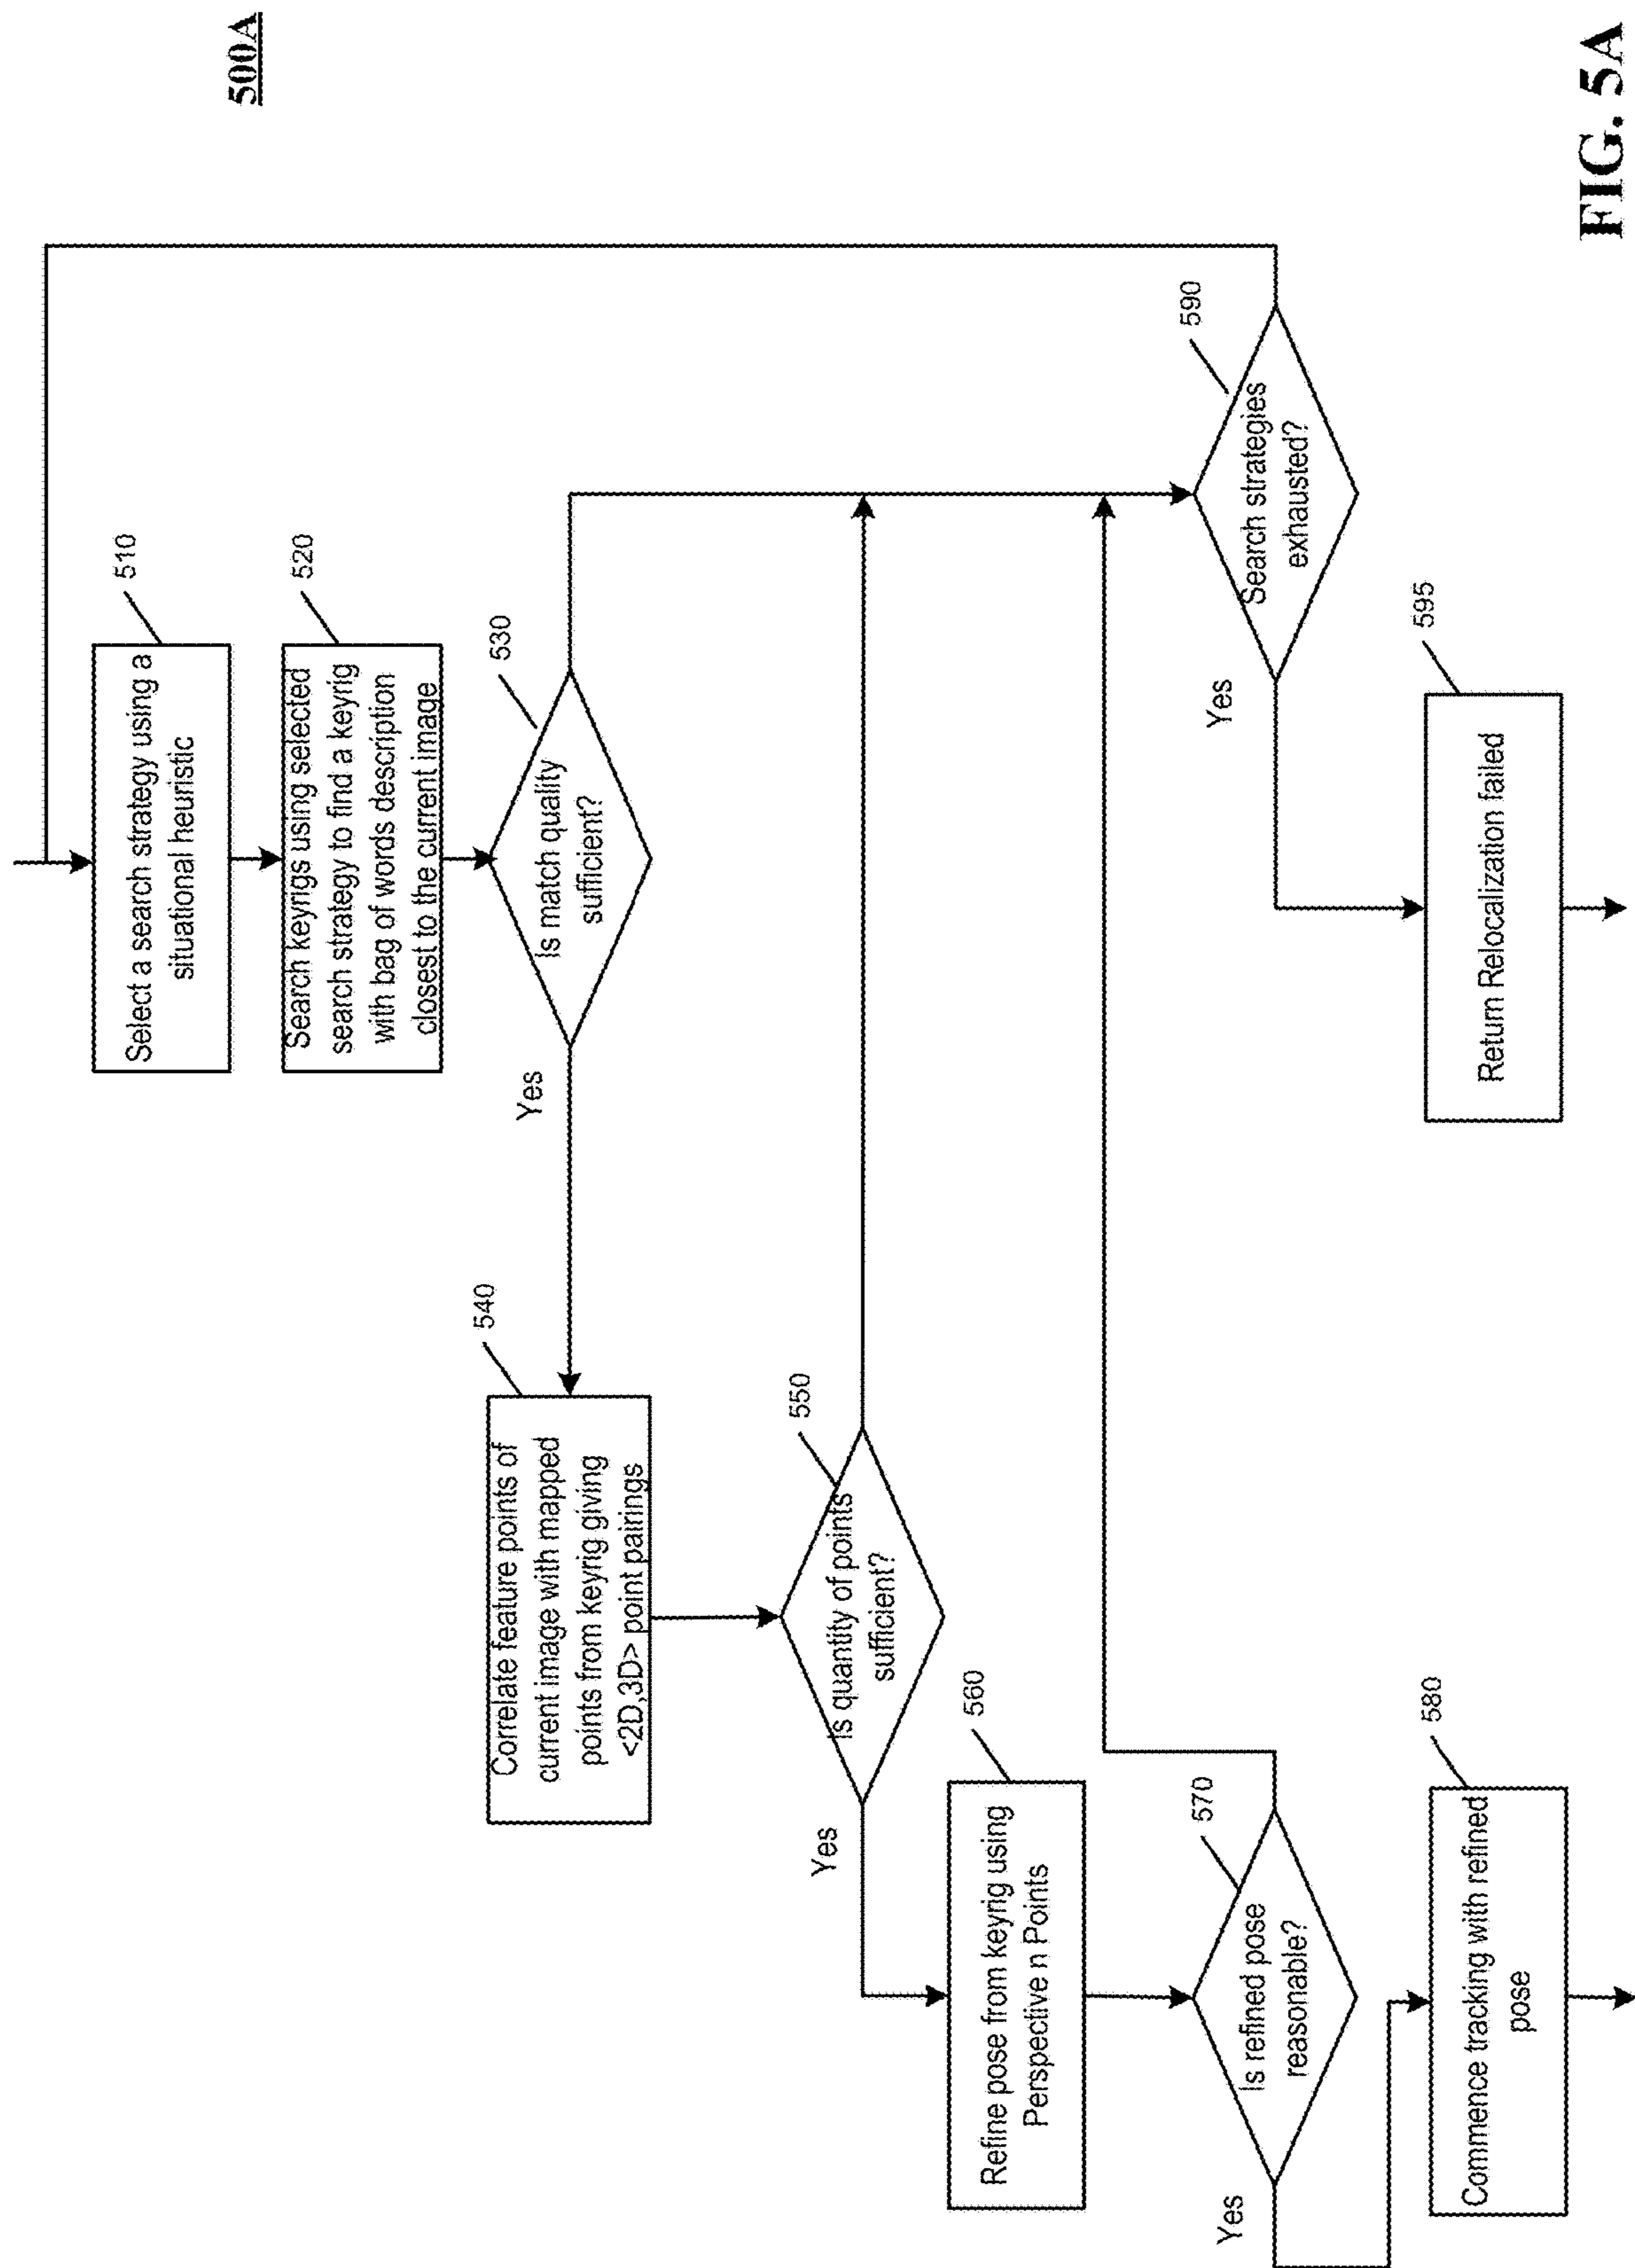 500A
510
Select a search strategy using a
situational heuristic
520
Search keyrigs using selected
search strategy to find a keyrig
with bag of words description
closest to the current image
530
Is match quality
sufficient?
Yes
540
Correlate feature points of
current image with mapped
points from keyrig giving
<2D,3D> point pairings
550
Is quantity of points
sufficient?
Yes
560
Refine pose from keyrig using
Perspective n Points
570
Is refined pose
reasonable?
Yes
580
Commence tracking with refined
pose
590
Search strategies
exhausted?
Yes
595
Return Relocalization failed
FIG. 5A